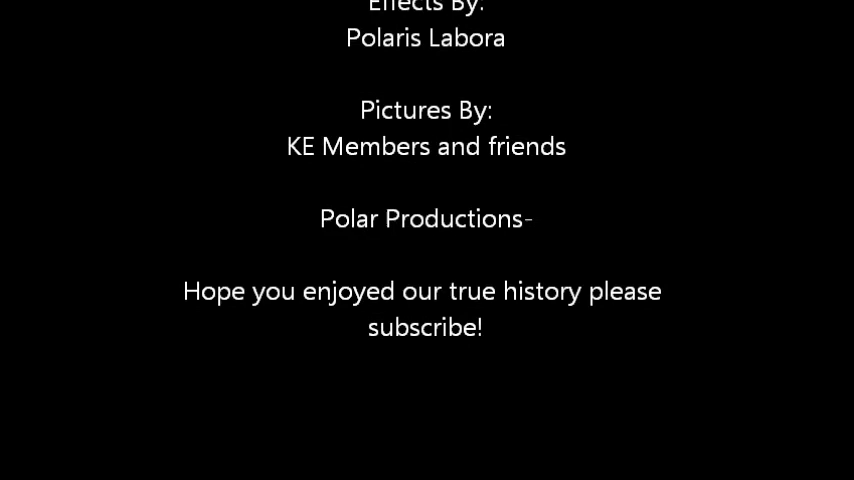 Effects By:
Polaris Labora
Pictures By:
KE Members and friends
Polar Productions-
Hope you enjoyed our true history please
subscribe!